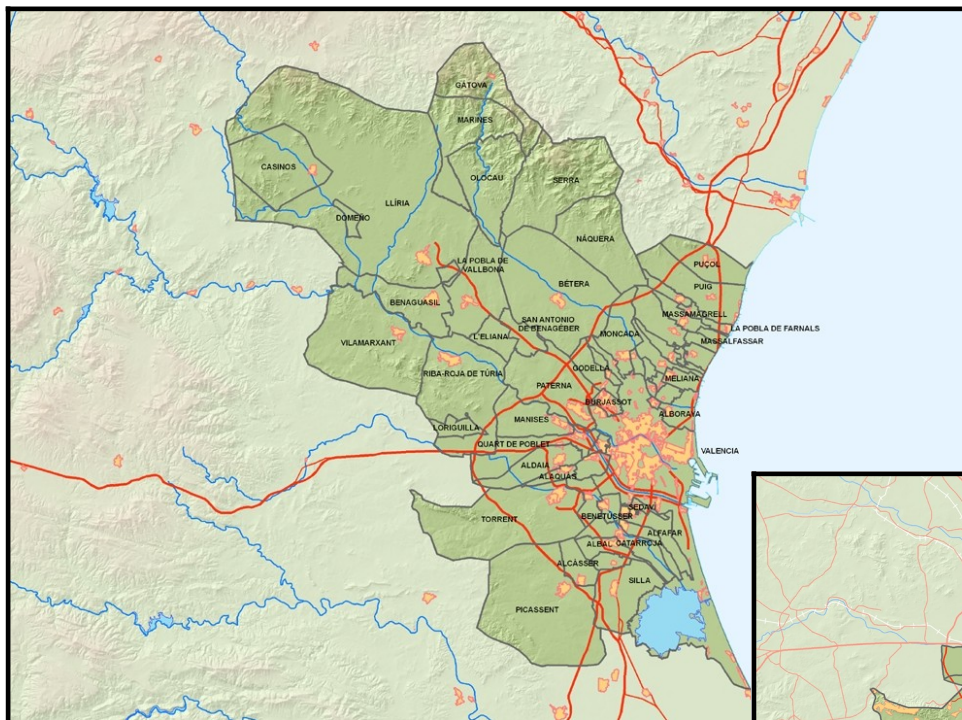 GÀTOVA
MARINES
CASINOS
OLOCAU
SERRA
LLÍRIA
DOMEÑO
NÁQUERA
LA POBLA DE
VALLBONA
PUÇOL
BÉTERA
PUIG
BENAGUASIL
MASSAMAGRELL
SAN ANTONIO
DE BENAGÉBER
LA POBLA DE FARNALS
MONCADA
L'ELIANA
VILAMARXANT
MASSALFASSAR
GODELLA
RIBA-ROJA DE TÚRIA
MELIANA
PATERNA
BURJASSOT
ALBORAYA
MANISES
LORIGUILLA
QUART DE POBLET
VALENCIA
ALDAIA
ALAQUÀS
SEDAVÍ
TORRENT
BENETÚSSER
ALFAFAR
ALBAL
CATARROJA
ALCÀSSER
SILLA
PICASSENT